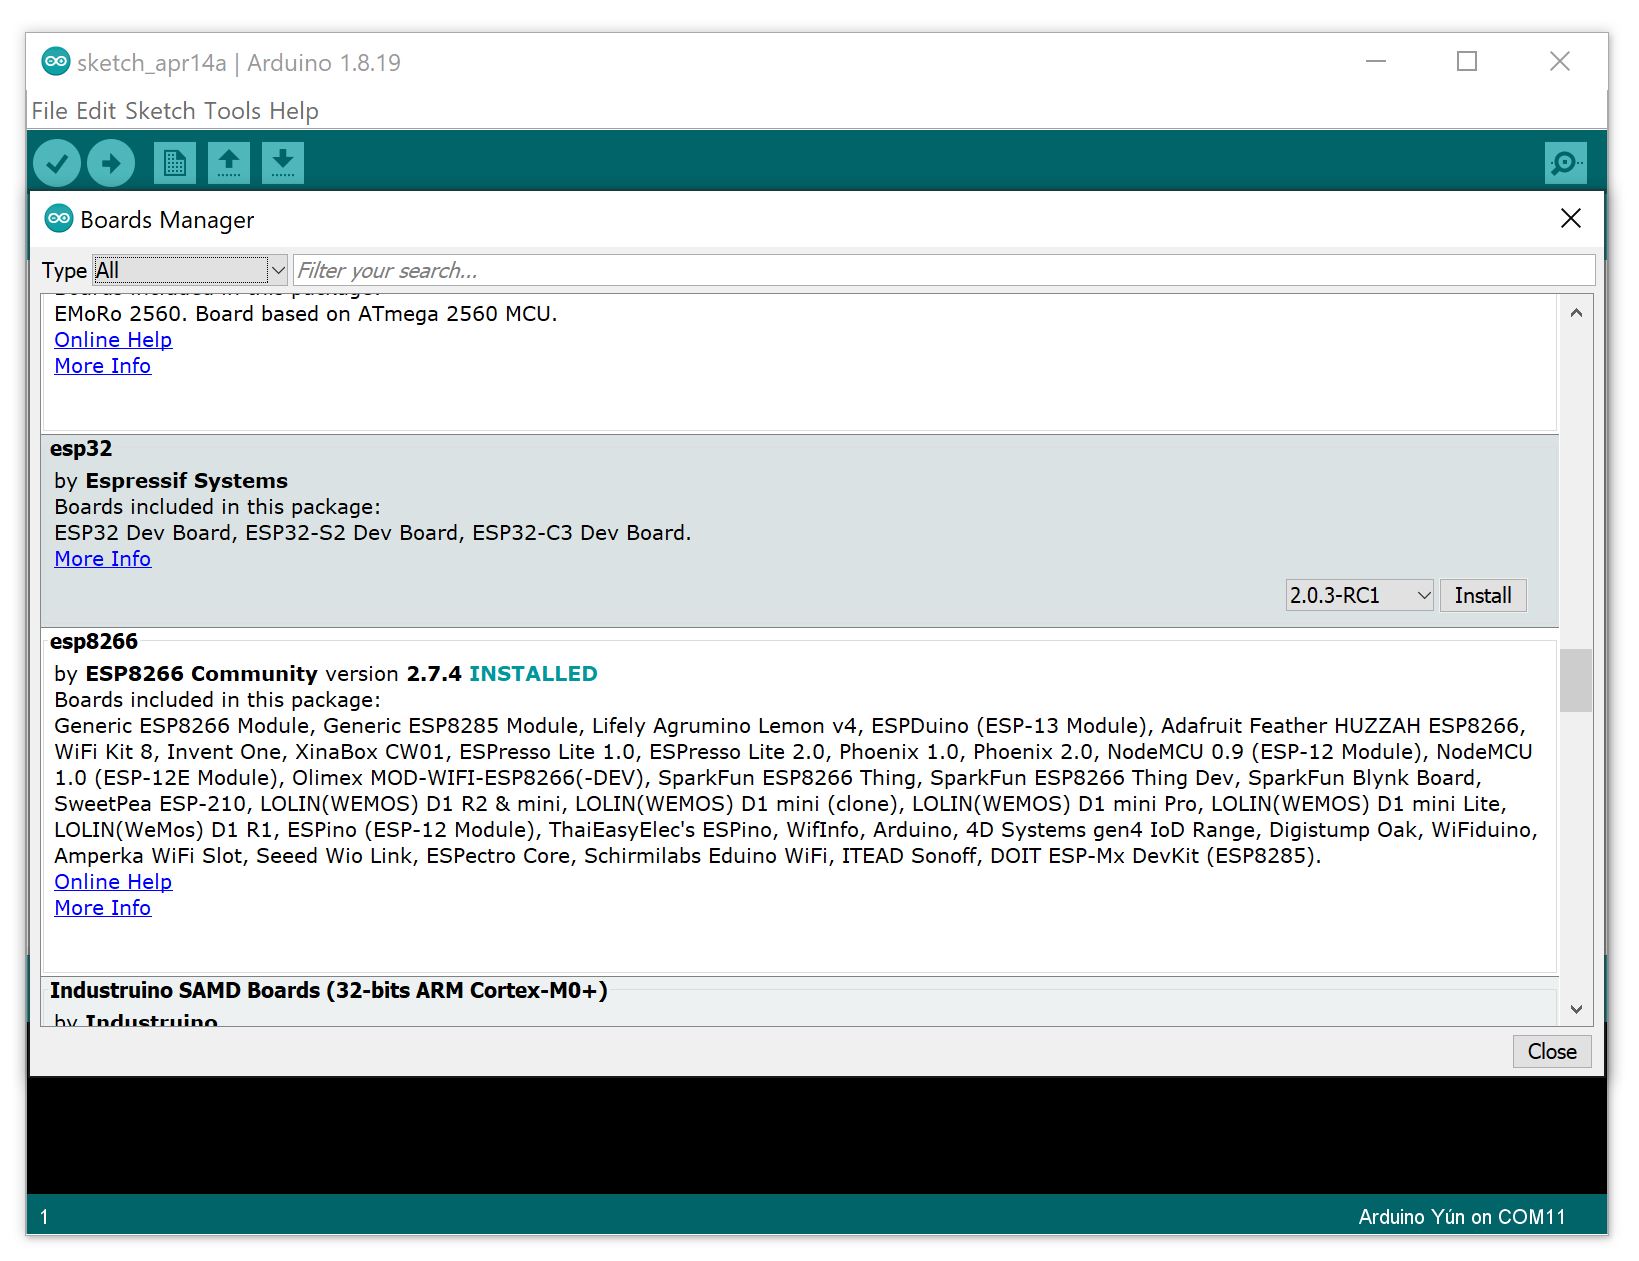 sketch_apr14a | Arduino 1.8.19
File Edit Sketch Tools Help
Boards Manager
Type All Filter your search...
Boards included in this package:
EMoRo 2560. Board based on ATmega 2560 MCU.
Online Help
More Info
esp32
by Espressif Systems
Boards included in this package:
ESP32 Dev Board, ESP32-S2 Dev Board, ESP32-C3 Dev Board.
More Info
2.0.3-RC1 Install
esp8266
by ESP8266 Community version 2.7.4 INSTALLED
Boards included in this package:
Generic ESP8266 Module, Generic ESP8285 Module, Lifely Agrumino Lemon v4, ESPDuino (ESP-13 Module), Adafruit Feather HUZZAH ESP8266,
WiFi Kit 8, Invent One, XinaBox CW01, ESPresso Lite 1.0, ESPresso Lite 2.0, Phoenix 1.0, Phoenix 2.0, NodeMCU 0.9 (ESP-12 Module), NodeMCU
1.0 (ESP-12E Module), Olimex MOD-WIFI-ESP8266(-DEV), SparkFun ESP8266 Thing, SparkFun ESP8266 Thing Dev, SparkFun Blynk Board,
SweetPea ESP-210, LOLIN(WEMOS) D1 R2 & mini, LOLIN(WEMOS) D1 mini (clone), LOLIN(WEMOS) D1 mini Pro, LOLIN(WEMOS) D1 mini Lite,
LOLIN(WeMos) D1 R1, ESPino (ESP-12 Module), ThaiEasyElec's ESPino, WifInfo, Arduino, 4D Systems gen4 IoD Range, Digistump Oak, WiFiduino,
Amperka WiFi Slot, Seeed Wio Link, ESPectro Core, Schirmilabs Eduino WiFi, ITEAD Sonoff, DOIT ESP-Mx DevKit (ESP8285).
Online Help
More Info
Industruino SAMD Boards (32-bits ARM Cortex-M0+)
by Industruino
Close
1 Arduino Yún on COM11